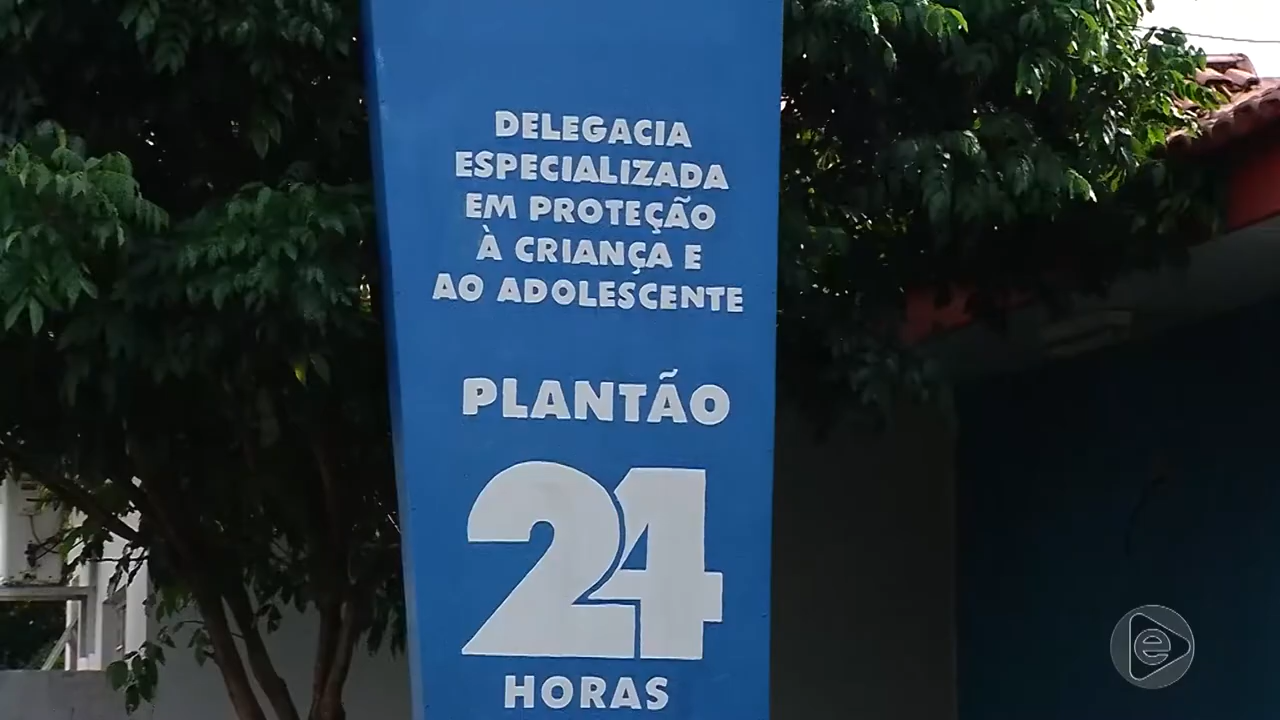 DELEGACIA
ESPECIALIZADA
EM PROTEÇÃO
À CRIANÇA E
AO ADOLESCENTE
PLANTÃO
24
HORAS
e